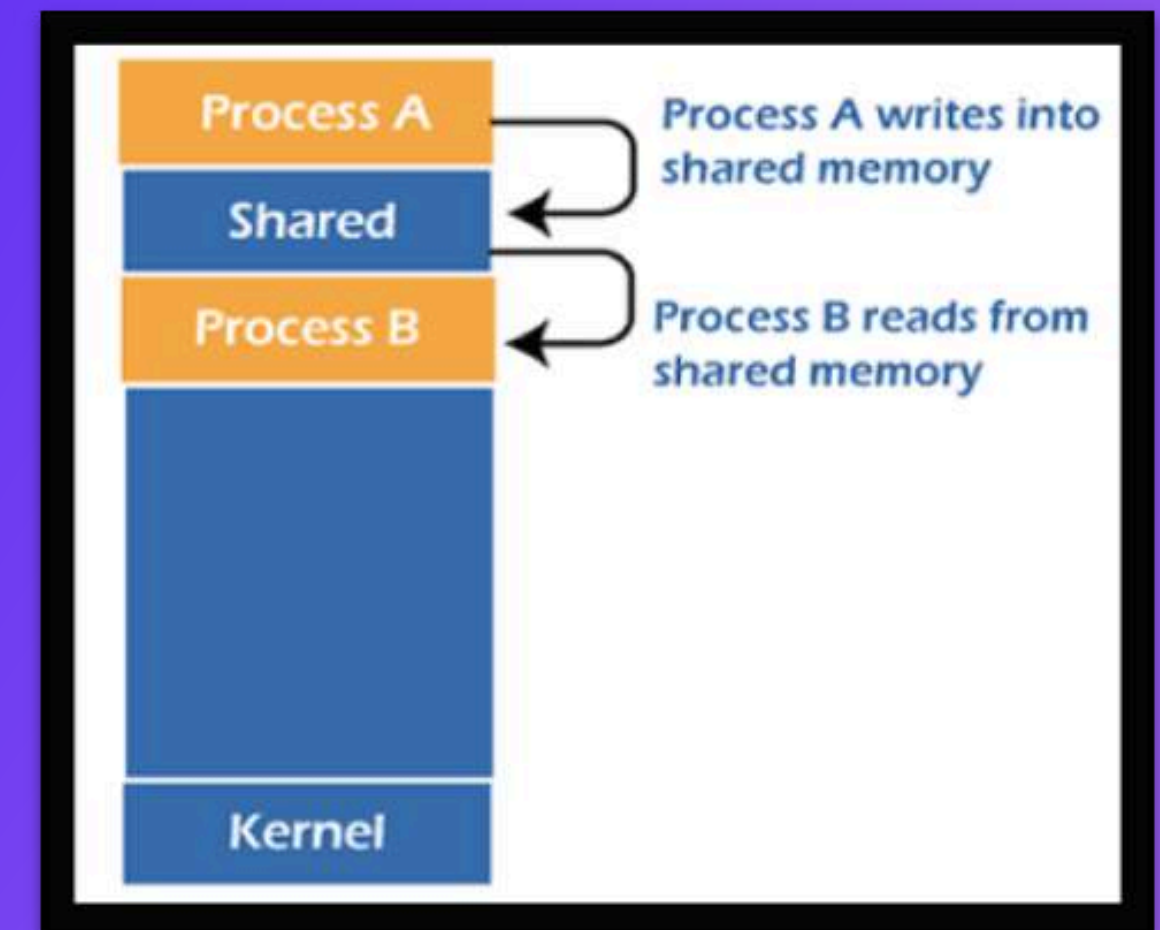 Process A
Process A writes into
shared memory
Shared
Process B
Process B reads from
shared memory
Kernel